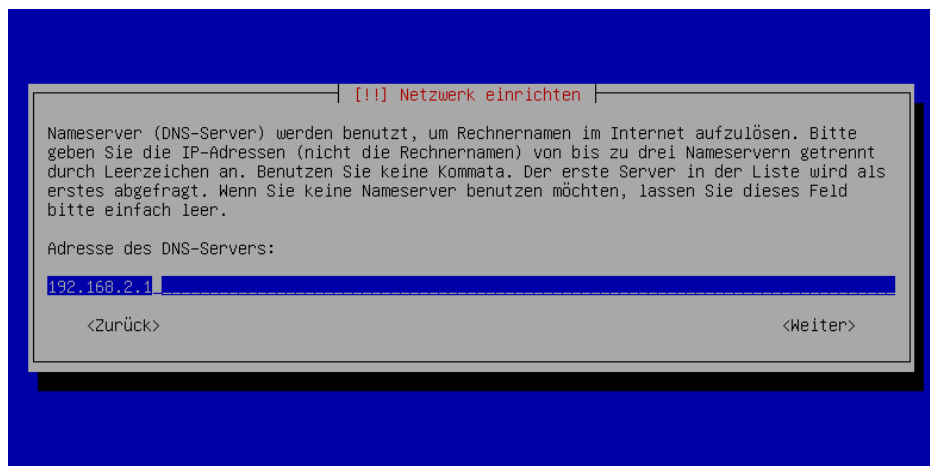 [!!] Netzwerk einrichten
Nameserver (DNS-Server) werden benutzt, um Rechnernamen im Internet aufzulösen. Bitte
geben Sie die IP-Adressen (nicht die Rechnernamen) von bis zu drei Nameservern getrennt
durch Leerzeichen an. Benutzen Sie keine Kommata. Der erste Server in der Liste wird als
erstes abgefragt. Wenn Sie keine Nameserver benutzen möchten, lassen Sie dieses Feld
bitte einfach leer.
Adresse des DNS-Servers:
192.168.2.1
<Zurück> <Weiter>